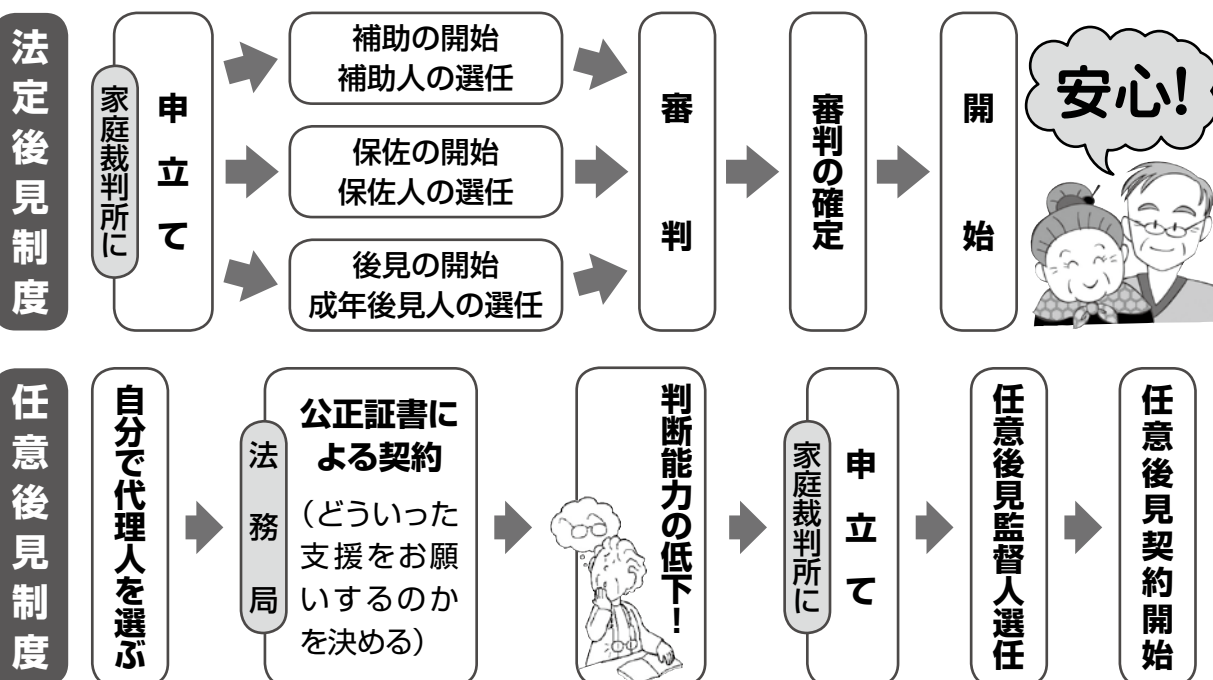 法定後見制度
家庭裁判所に
申立て
補助の開始
補助人の選任
保佐の開始
保佐人の選任
後見の開始
成年後見人の選任
審判
審判の確定
開始
安心!
任意後見制度
自分で代理人を選ぶ
法務局
公正証書に
よる契約
（どういった
支援をお願
いするのか
を決める）
判断能力の低下！
家庭裁判所に
申立て
任意後見監督人選任
任意後見契約開始